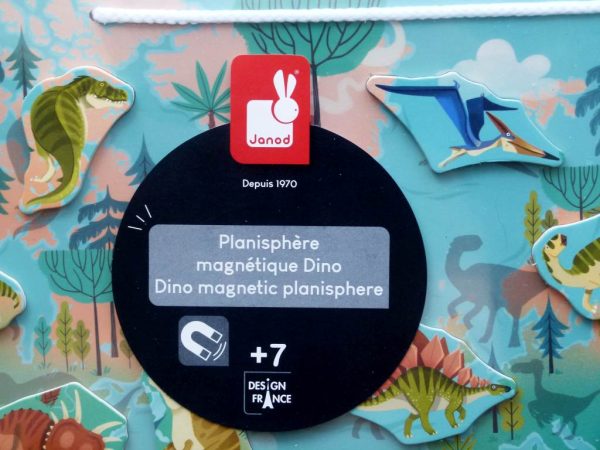 Janod
Depuis 1970
Planisphère
magnétique Dino
Dino magnetic planisphere
+7
DESIGN
FRANCE